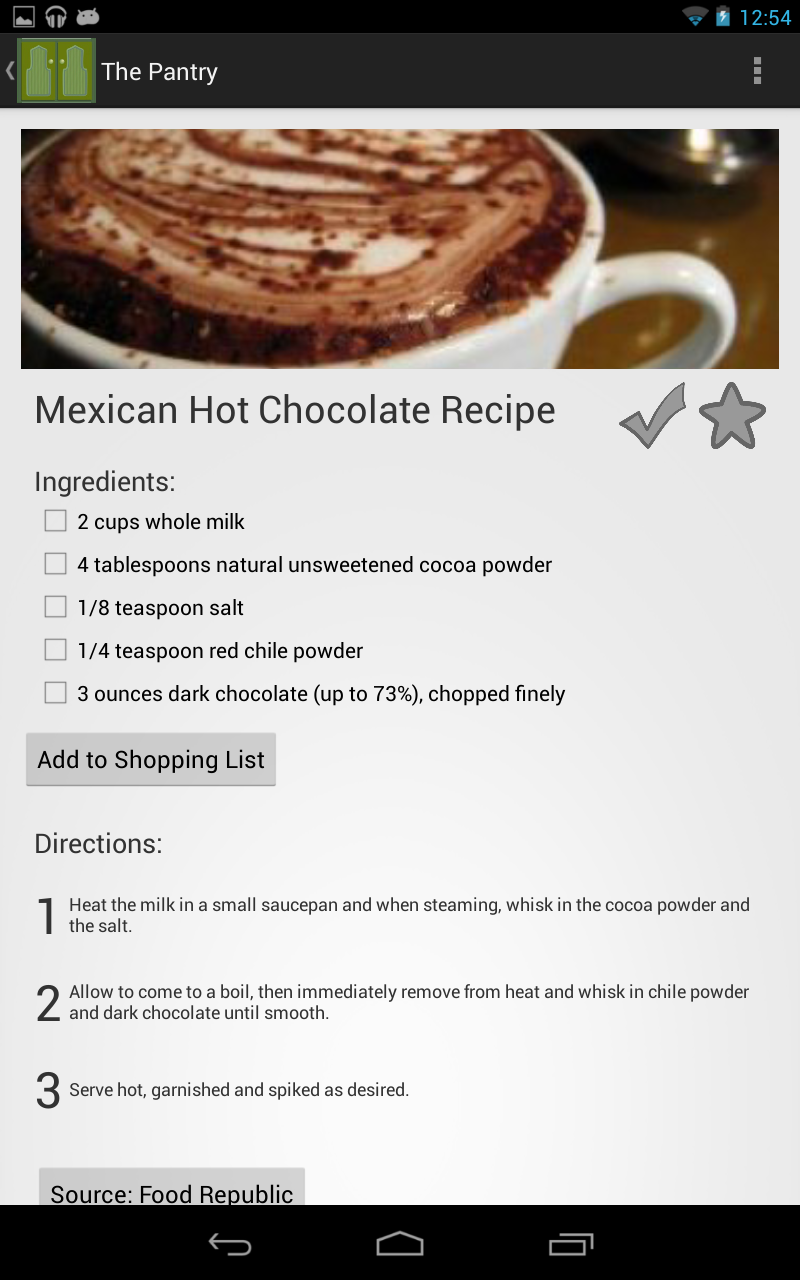 12:54
The Pantry
Mexican Hot Chocolate Recipe
Ingredients:
2 cups whole milk
4 tablespoons natural unsweetened cocoa powder
1/8 teaspoon salt
1/4 teaspoon red chile powder
3 ounces dark chocolate (up to 73%), chopped finely
Add to Shopping List
Directions:
1 Heat the milk in a small saucepan and when steaming, whisk in the cocoa powder and
the salt.
2 Allow to come to a boil, then immediately remove from heat and whisk in chile powder
and dark chocolate until smooth.
3 Serve hot, garnished and spiked as desired.
Source: Food Republic